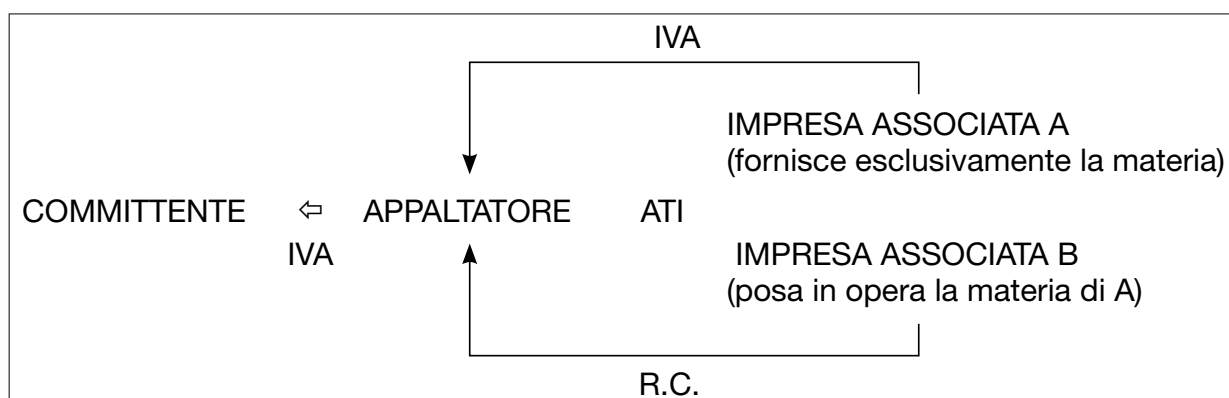 IVA
IMPRESA ASSOCIATA A
(fornisce esclusivamente la materia)
COMMITTENTE ⇦ APPALTATORE ATI
IVA
IMPRESA ASSOCIATA B
(posa in opera la materia di A)
R.C.